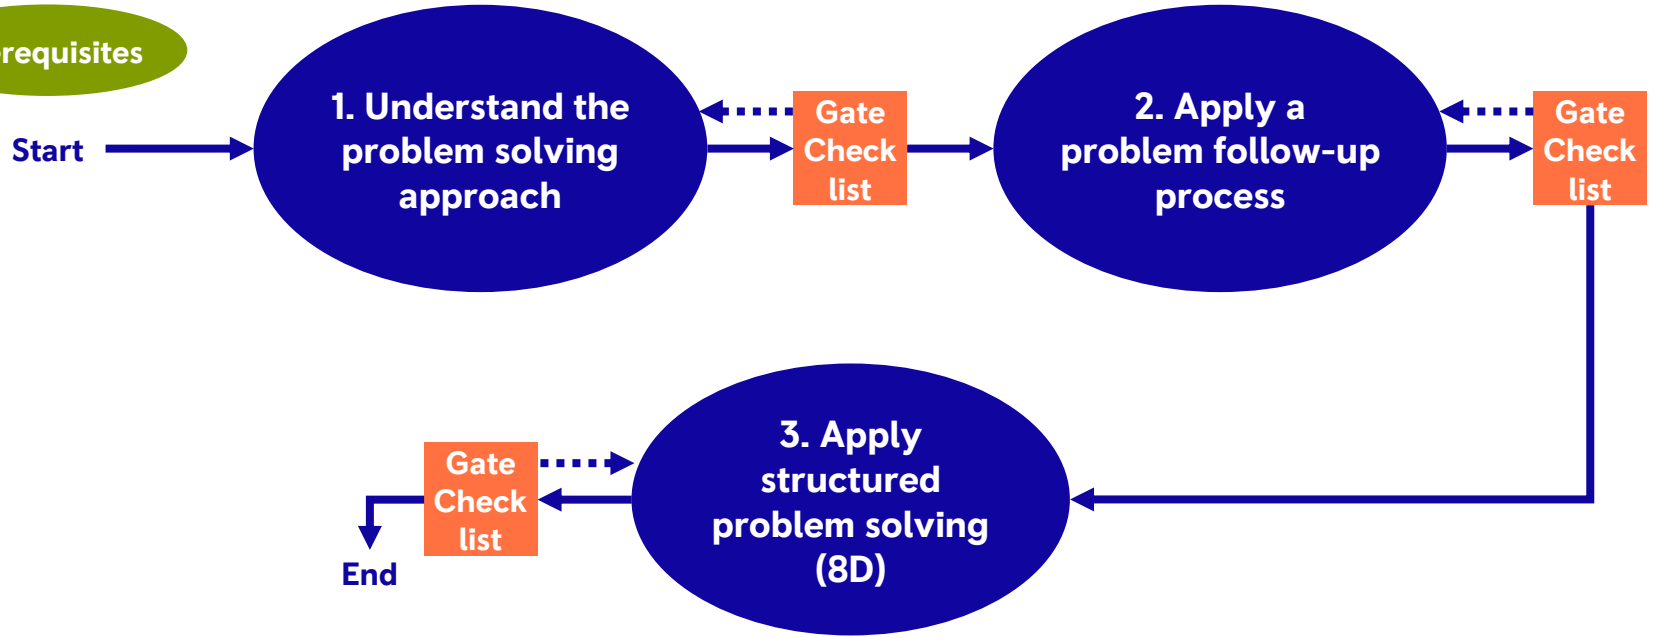 requisites
Start
1. Understand the
problem solving
approach
Gate
Check
list
2. Apply a
problem follow-up
process
Gate
Check
list
3. Apply
structured
problem solving
(8D)
Gate
Check
list
End